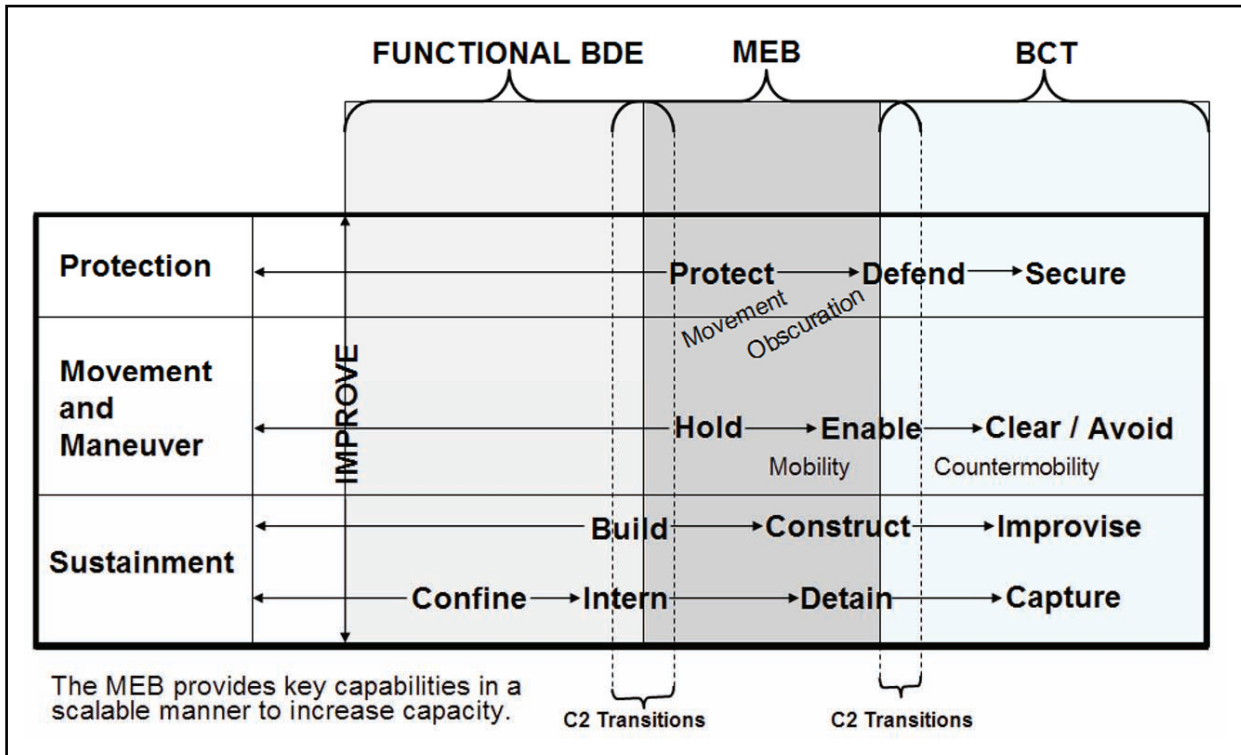 FUNCTIONAL BDE MEB BCT
Protection
Protect Defend Secure
Movement
Obscuration
Movement
and
Maneuver
IMPROVE
Hold Enable Clear / Avoid
Mobility Countermobility
Sustainment
Build Construct Improvise
Confine Intern Detain Capture
The MEB provides key capabilities in a
scalable manner to increase capacity.
C2 Transitions C2 Transitions